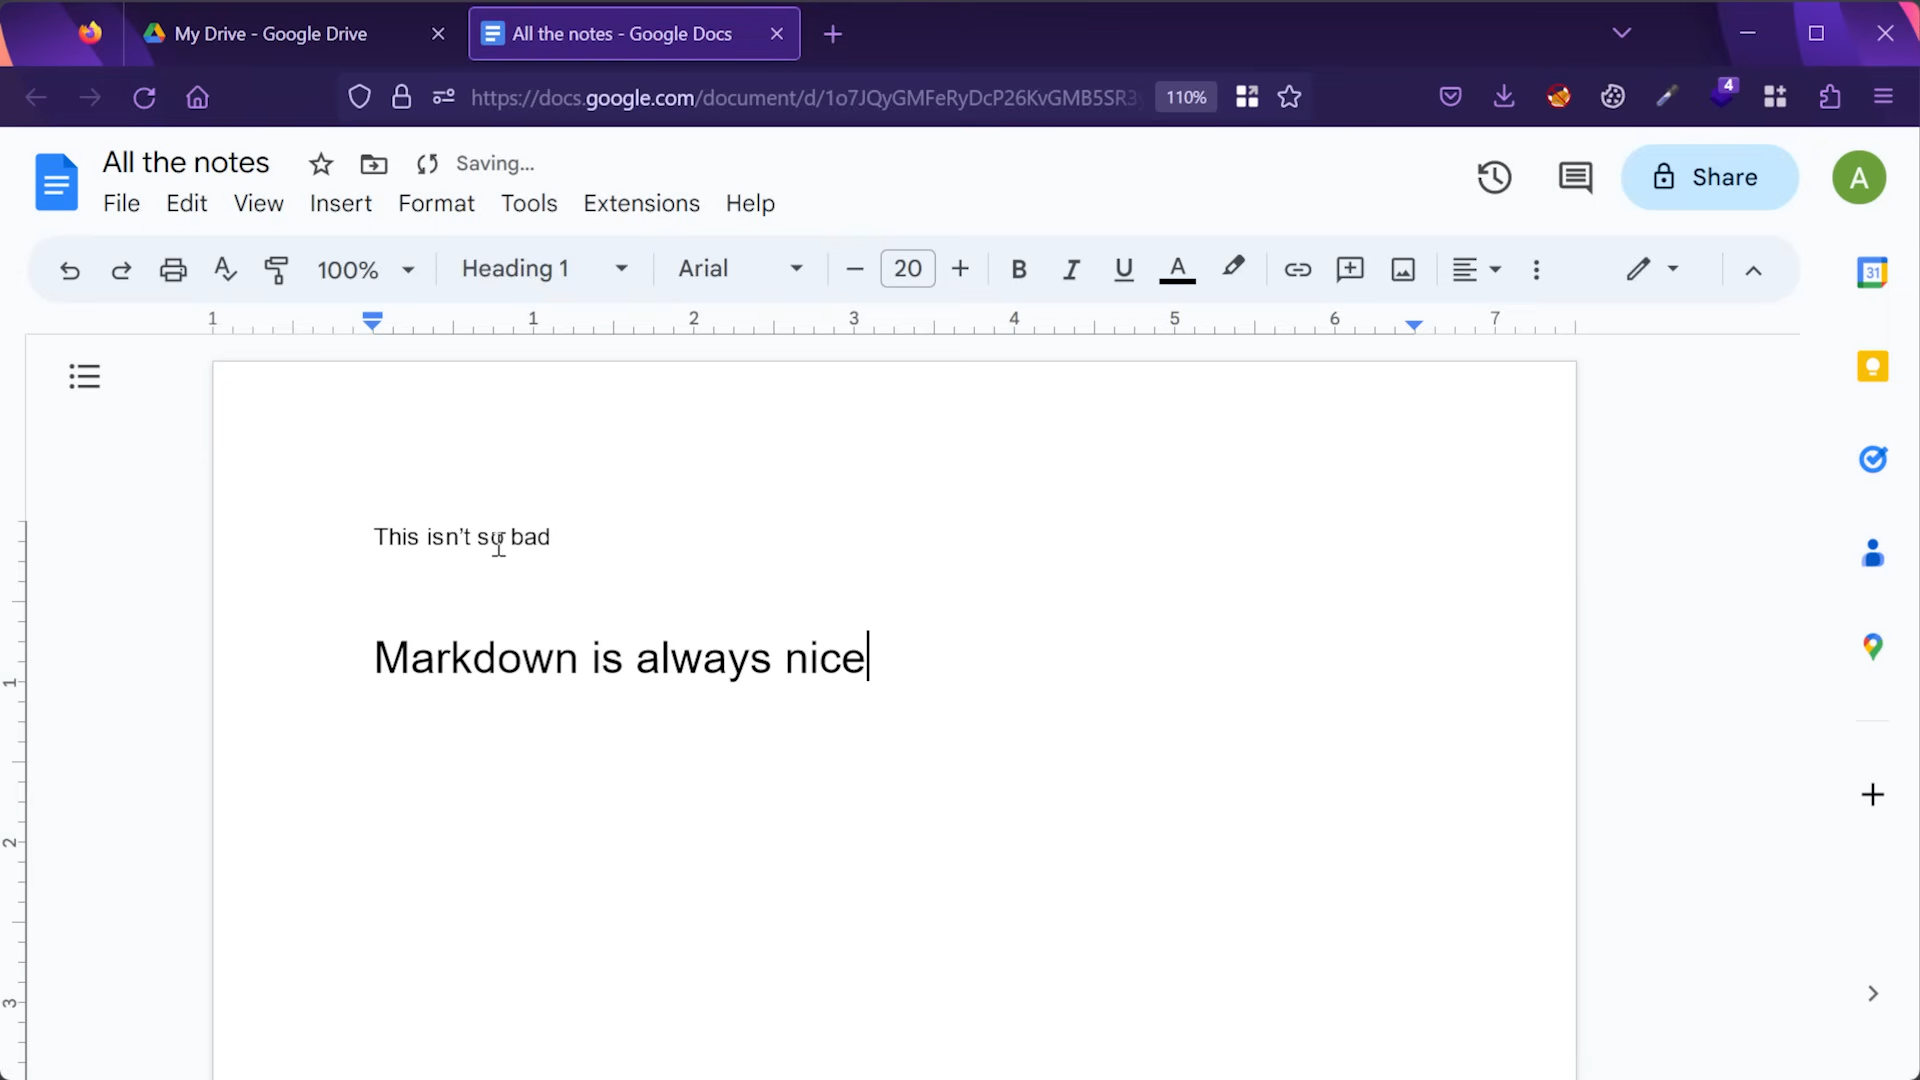 My Drive - Google Drive
All the notes - Google Docs
https://docs.google.com/document/d/1o7JQyGMFeRyDcP26KvGMB5SR3
110%
4
All the notes
Saving...
Share
A
File Edit View Insert Format Tools Extensions Help
100% Heading 1 Arial 20 B I U A
31
1 1 2 3 4 5 6 7
This isn't so bad
Markdown is always nice
1
2
3